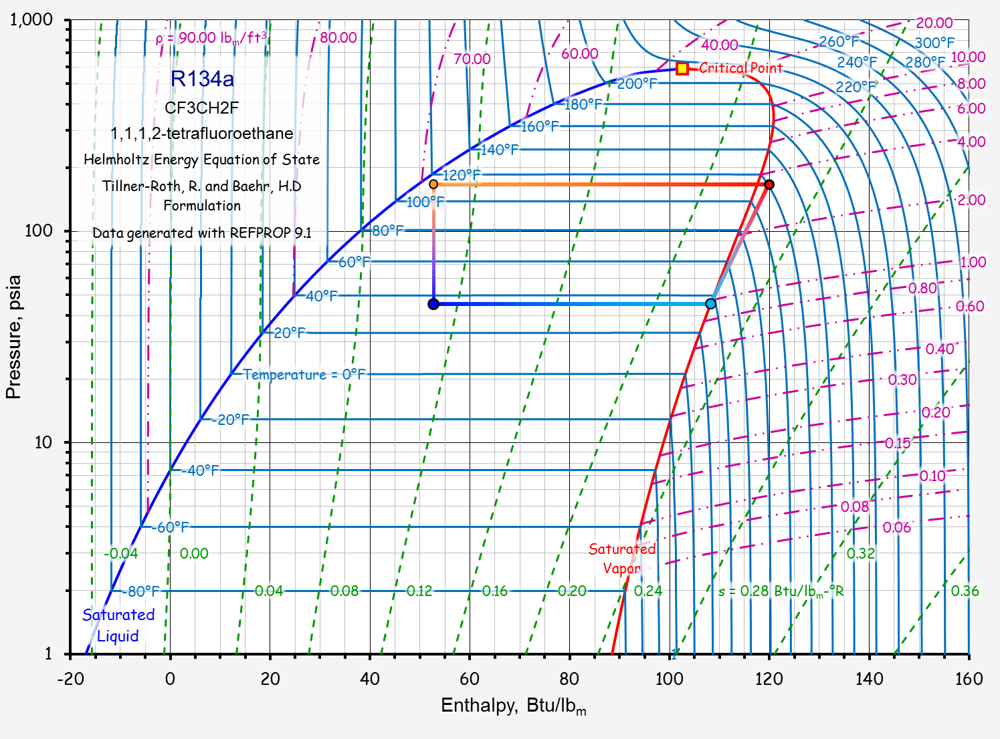 1,000
100
10
1
Pressure, psia
-20 0 20 40 60 80 100 120 140 160
Enthalpy, Btu/lbm
R134a
CF3CH2F
1,1,1,2-tetrafluoroethane
Helmholtz Energy Equation of State
Tillner-Roth, R. and Baehr, H.D
Formulation
Data generated with REFPROP 9.1
ρ = 90.00 lbm/ft³
80.00
70.00
60.00
40.00
20.00
10.00
8.00
6.00
4.00
2.00
1.00
0.80
0.60
0.40
0.30
0.20
0.15
0.10
0.08
0.06
Critical Point
300°F
280°F
260°F
240°F
220°F
200°F
180°F
160°F
140°F
120°F
100°F
80°F
60°F
40°F
20°F
Temperature = 0°F
-20°F
-40°F
-60°F
-80°F
Saturated
Vapor
Saturated
Liquid
-0.04
0.00
0.04
0.08
0.12
0.16
0.20
0.24
s = 0.28 Btu/lbm-°R
0.32
0.36
1